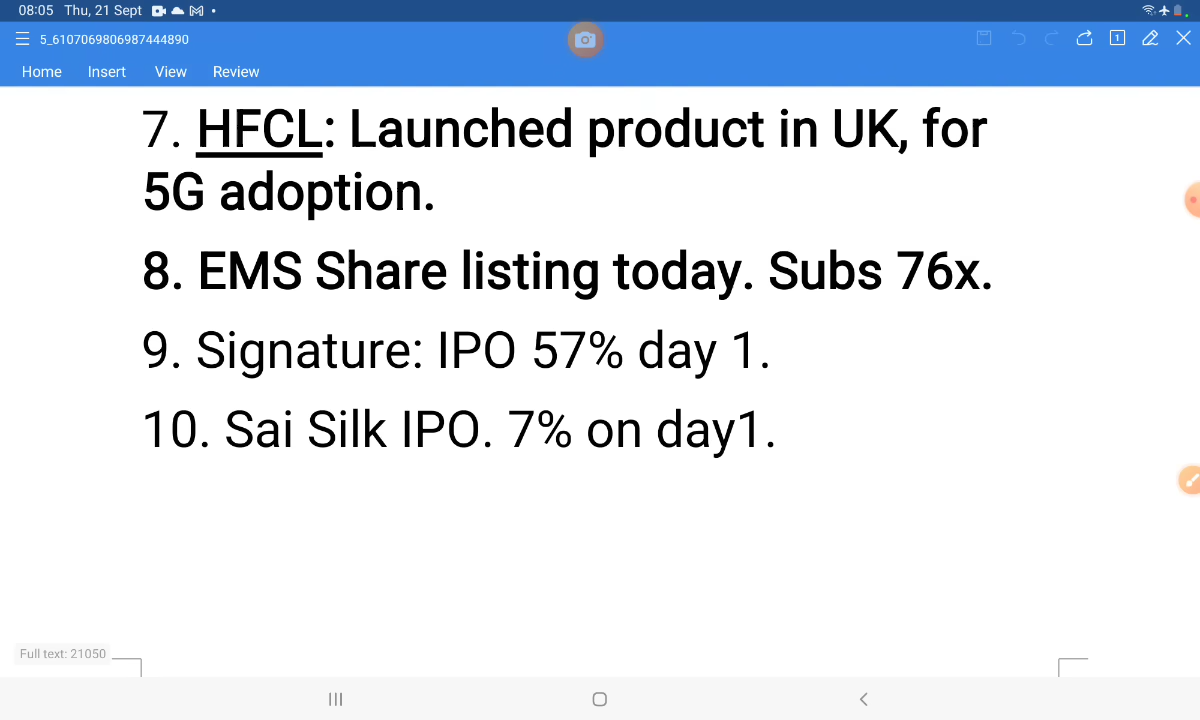 08:05 Thu, 21 Sept
5_6107069806987444890
1
Home Insert View Review
7. HFCL: Launched product in UK, for
5G adoption.
8. EMS Share listing today. Subs 76x.
9. Signature: IPO 57% day 1.
10. Sai Silk IPO. 7% on day1.
Full text: 21050